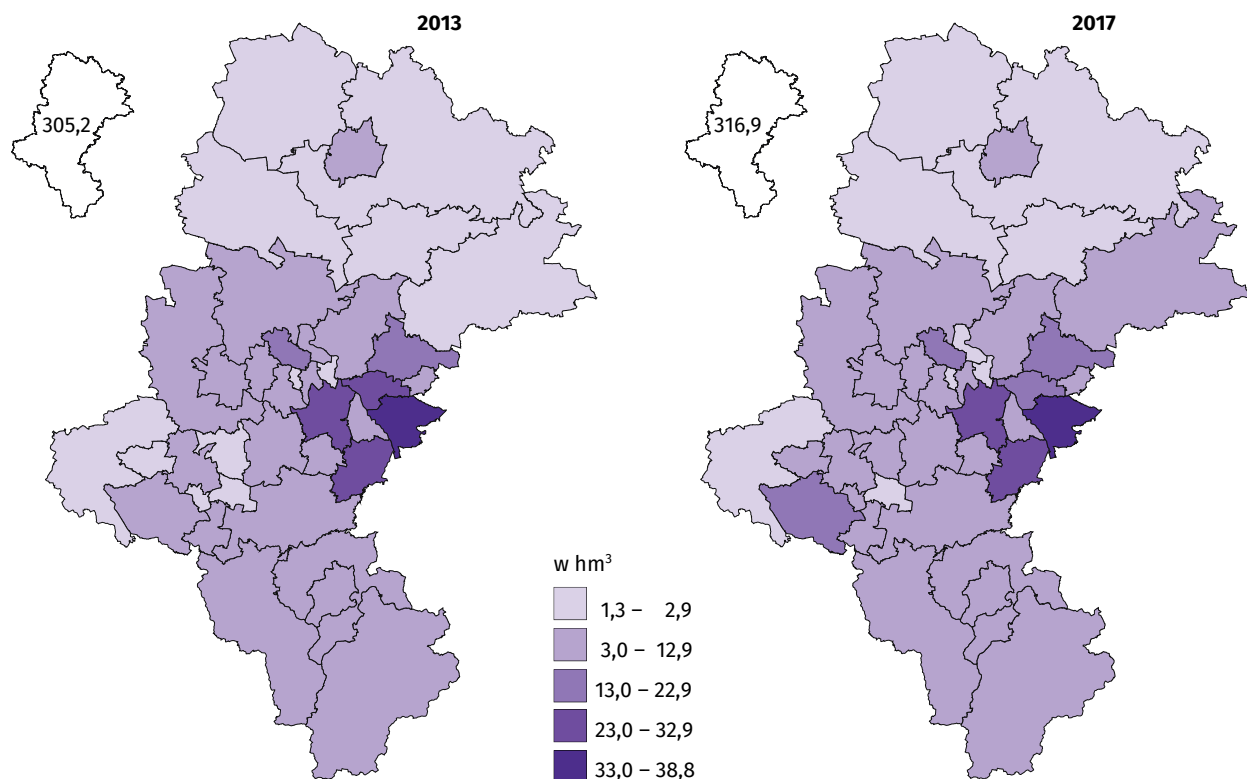 2013
2017
305,2
316,9
w hm³
1,3 – 2,9
3,0 – 12,9
13,0 – 22,9
23,0 – 32,9
33,0 – 38,8